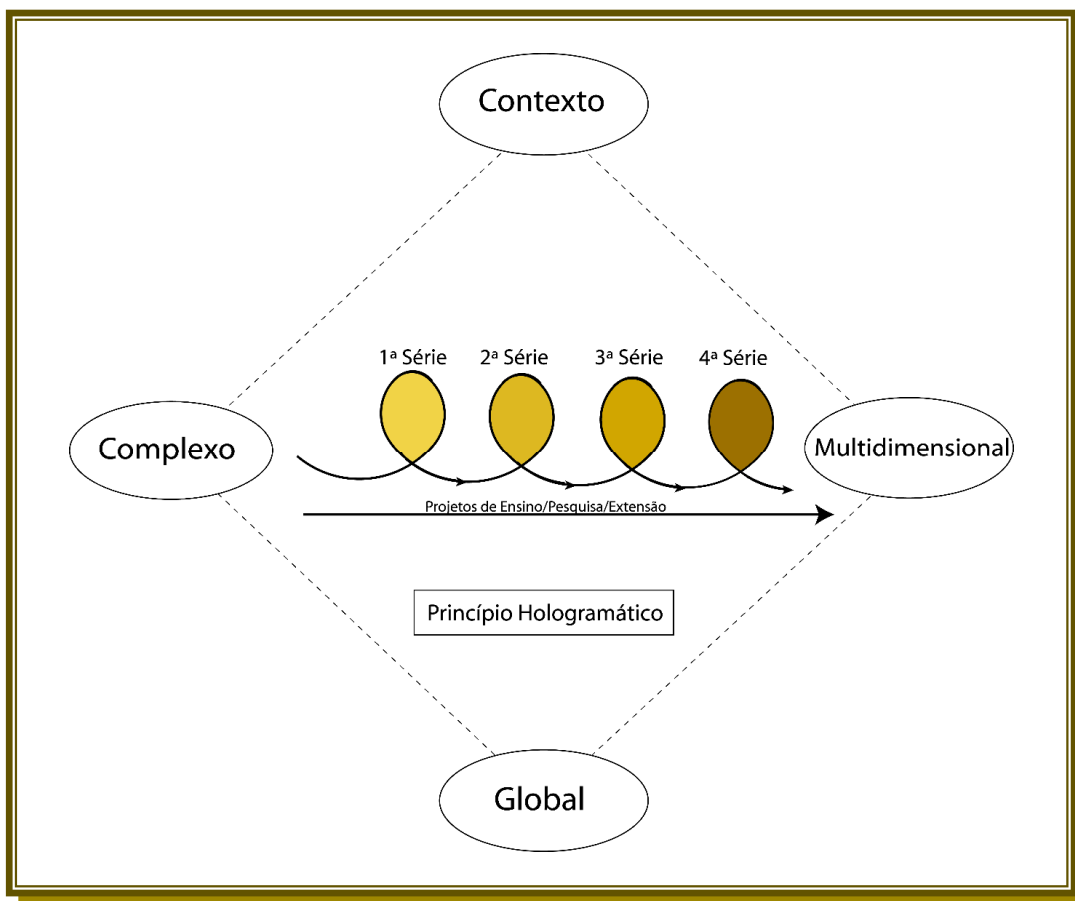 Contexto
1ª Série
2ª Série
3ª Série
4ª Série
Complexo
Multidimensional
Projetos de Ensino/Pesquisa/Extensão
Princípio Hologramático
Global